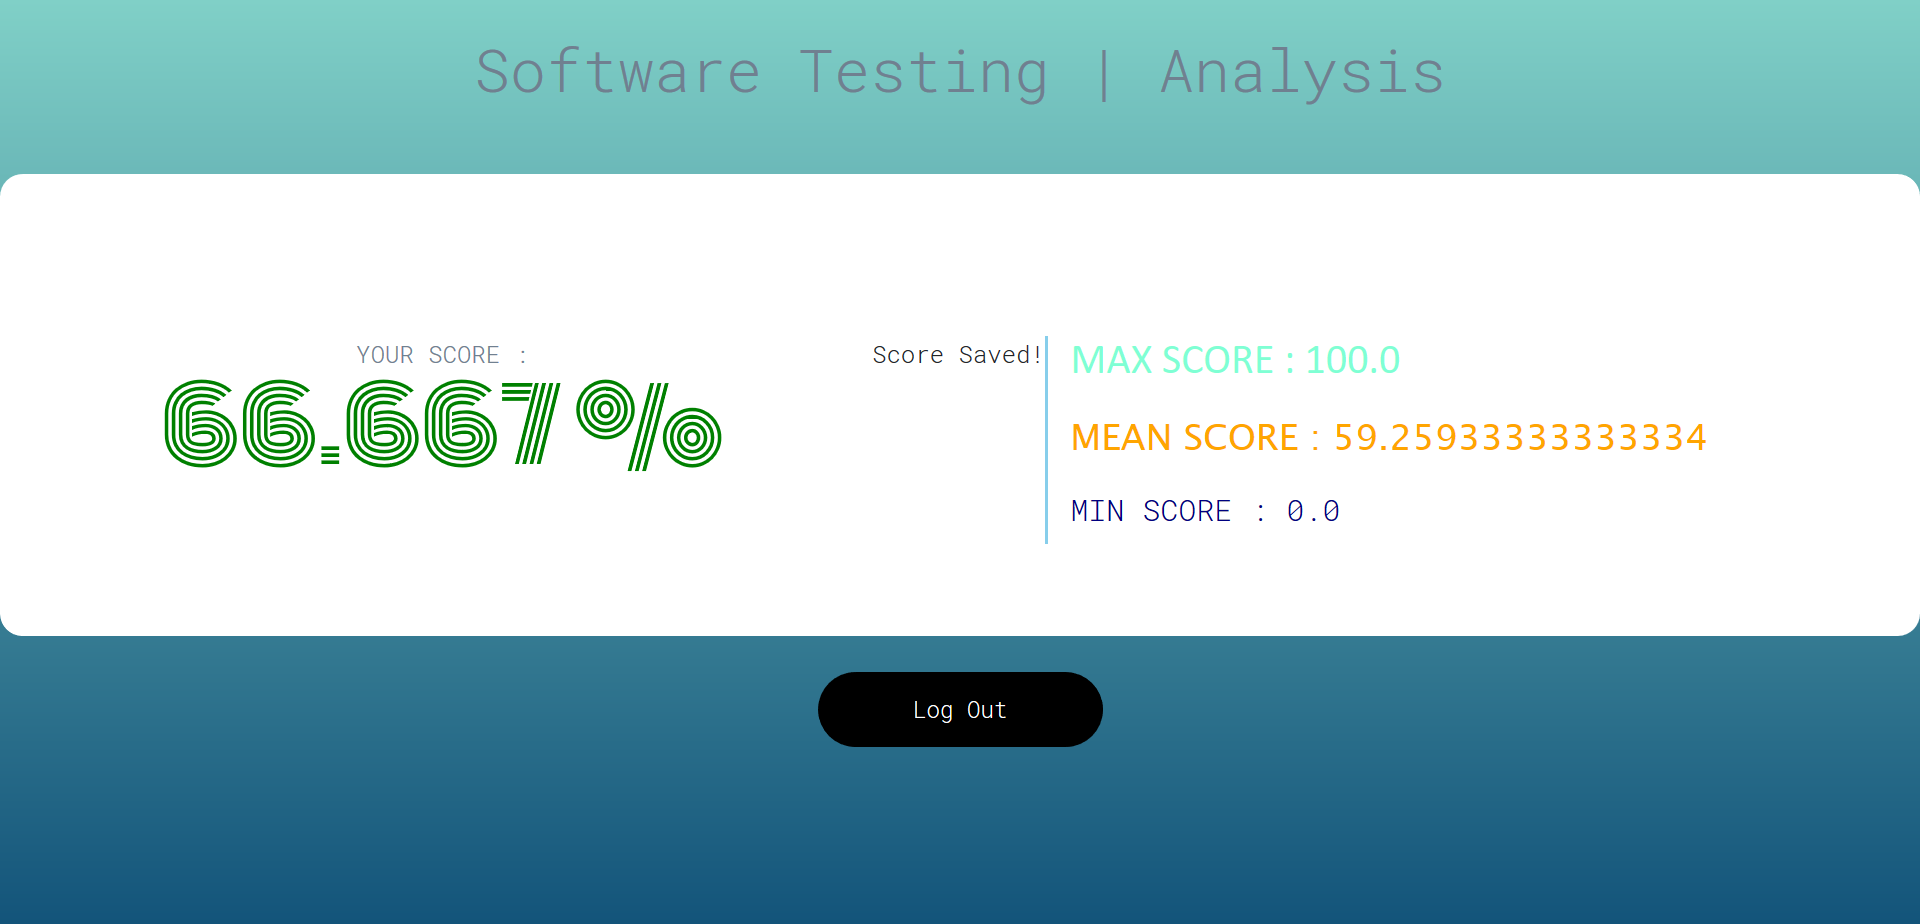 Software Testing | Analysis
YOUR SCORE :
66.667%
Score Saved!
MAX SCORE : 100.0
MEAN SCORE : 59.25933333333334
MIN SCORE : 0.0
Log Out